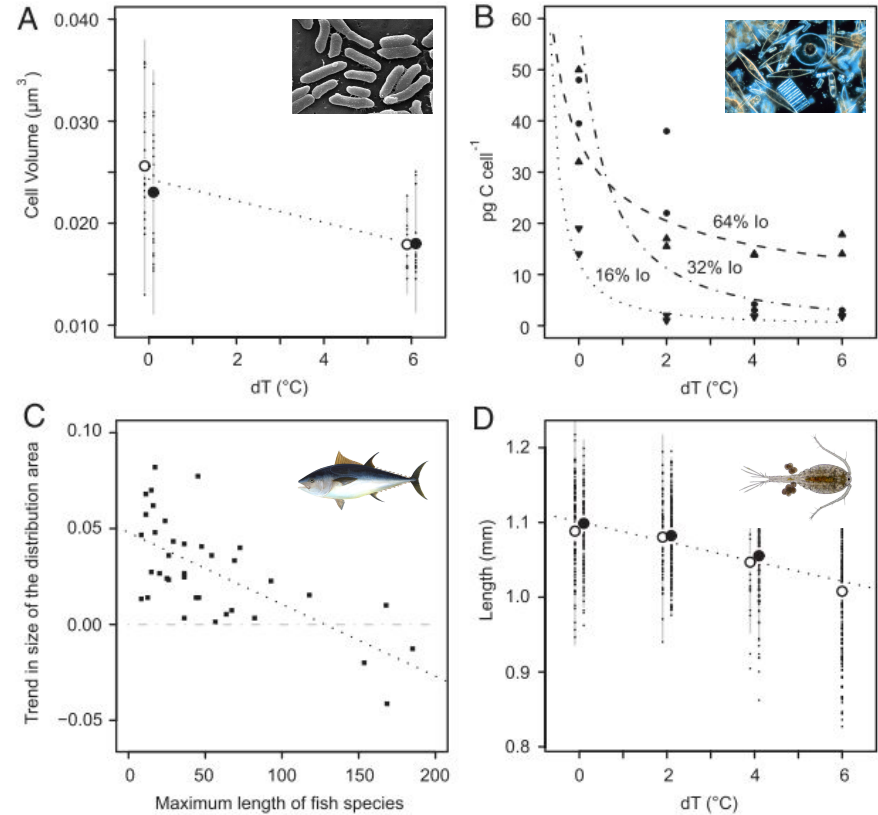 A
0.040
0.030
0.020
0.010
Cell Volume (µm³)
0
2
4
6
dT (°C)
B
60
50
40
30
20
10
0
pg C cell⁻¹
64% Io
32% Io
16% Io
0
2
4
6
dT (°C)
C
0.10
0.05
0.00
−0.05
Trend in size of the distribution area
0
50
100
150
200
Maximum length of fish species
D
1.2
1.1
1.0
0.9
0.8
Length (mm)
0
2
4
6
dT (°C)